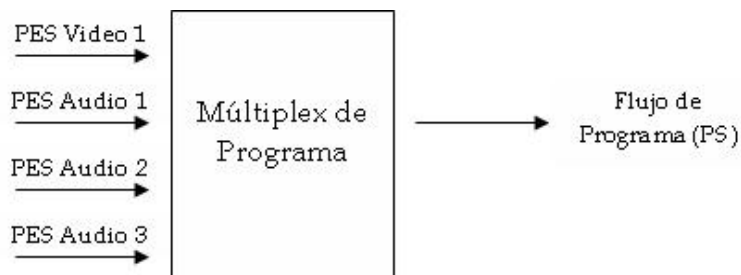 PES Video 1
PES Audio 1
PES Audio 2
PES Audio 3
Múltiplex de
Programa
Flujo de
Programa (PS)